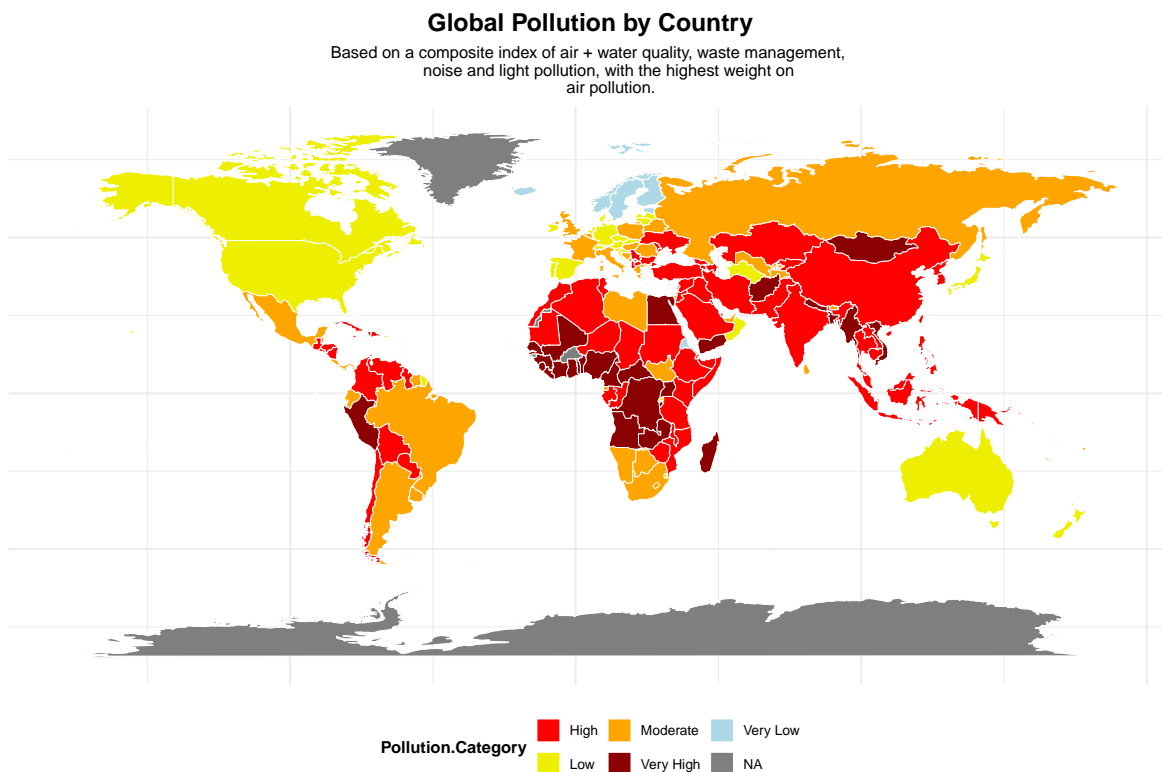 Global Pollution by Country
Based on a composite index of air + water quality, waste management,
noise and light pollution, with the highest weight on
air pollution.
Pollution.Category
High
Moderate
Very Low
Low
Very High
NA